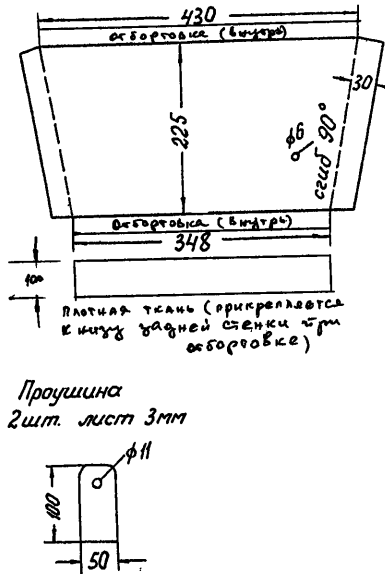 430
отбортовка (внутрь)
30
225
ф6
сгиб 90°
отбортовка (внутрь)
348
100
плотная ткань (прикрепляется
к низу задней стенки при
отбортовке)
Проушина
2шт. лист 3мм
ф11
100
50